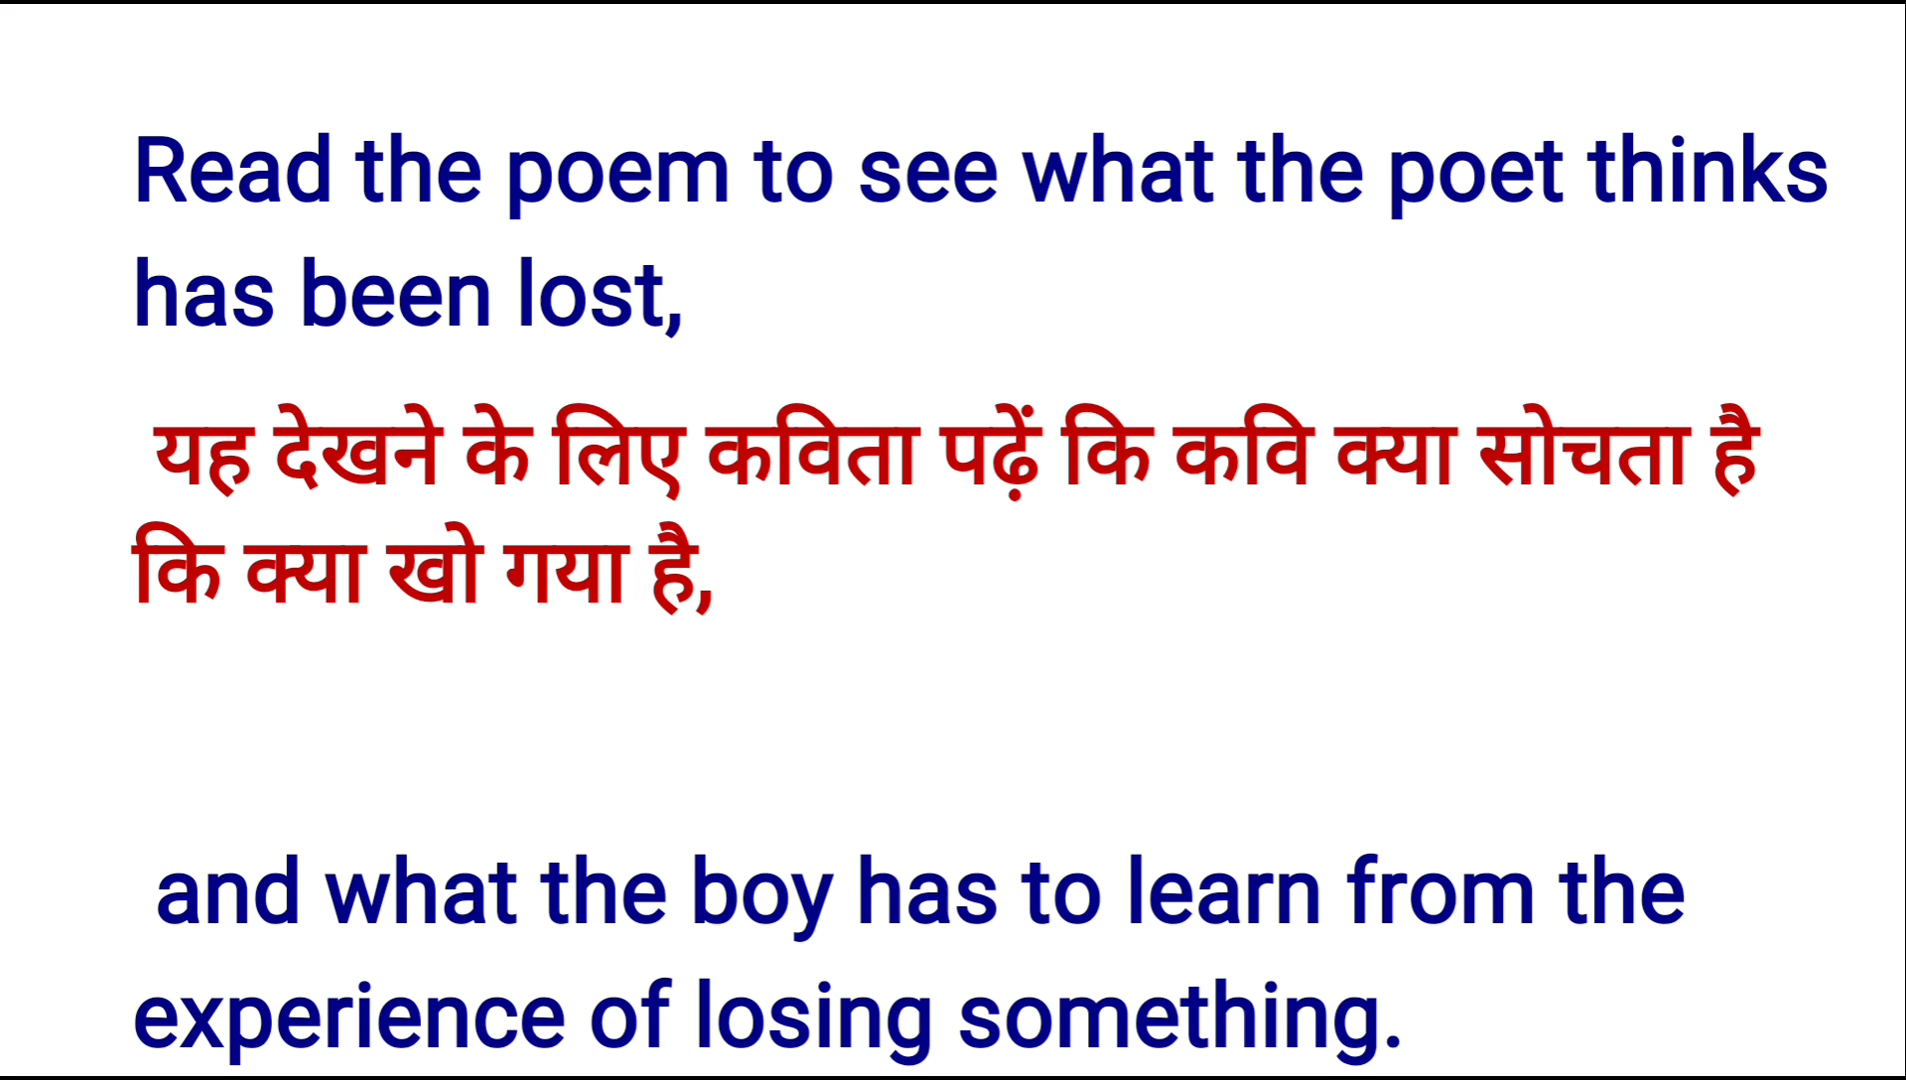 Read the poem to see what the poet thinks
has been lost,
यह देखने के लिए कविता पढ़ें कि कवि क्या सोचता है
कि क्या खो गया है,
and what the boy has to learn from the
experience of losing something.